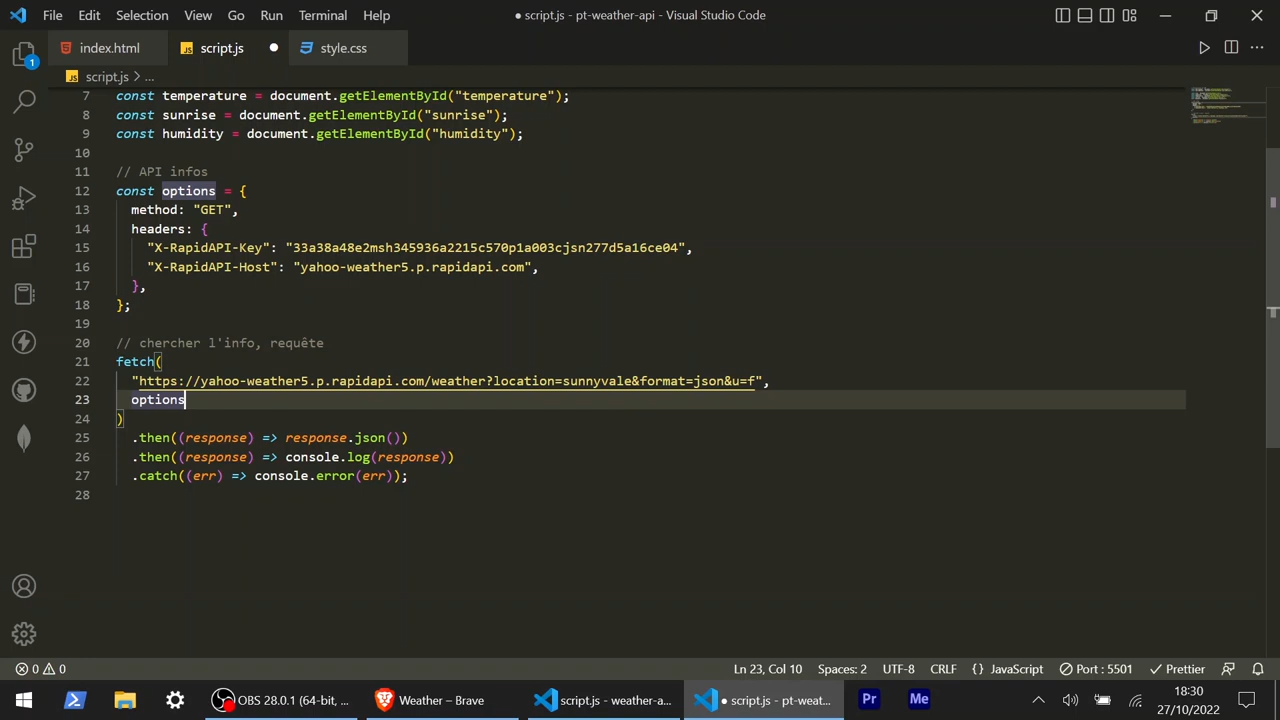 File Edit Selection View Go Run Terminal Help
● script.js - pt-weather-api - Visual Studio Code
1
index.html
JS script.js ●
style.css
JS script.js > ...
7 const temperature = document.getElementById("temperature");
8 const sunrise = document.getElementById("sunrise");
9 const humidity = document.getElementById("humidity");
10
11 // API infos
12 const options = {
13 method: "GET",
14 headers: {
15 "X-RapidAPI-Key": "33a38a48e2msh345936a2215c570p1a003cjsn277d5a16ce04",
16 "X-RapidAPI-Host": "yahoo-weather5.p.rapidapi.com",
17 },
18 };
19
20 // chercher l'info, requête
21 fetch(
22 "https://yahoo-weather5.p.rapidapi.com/weather?location=sunnyvale&format=json&u=f",
23 options
24 )
25 .then((response) => response.json())
26 .then((response) => console.log(response))
27 .catch((err) => console.error(err));
28
0 0
Ln 23, Col 10 Spaces: 2 UTF-8 CRLF {} JavaScript Port : 5501 Prettier
OBS 28.0.1 (64-bit, ...
Weather – Brave
script.js - weather-a...
● script.js - pt-weat...
Pr
Me
18:30
27/10/2022